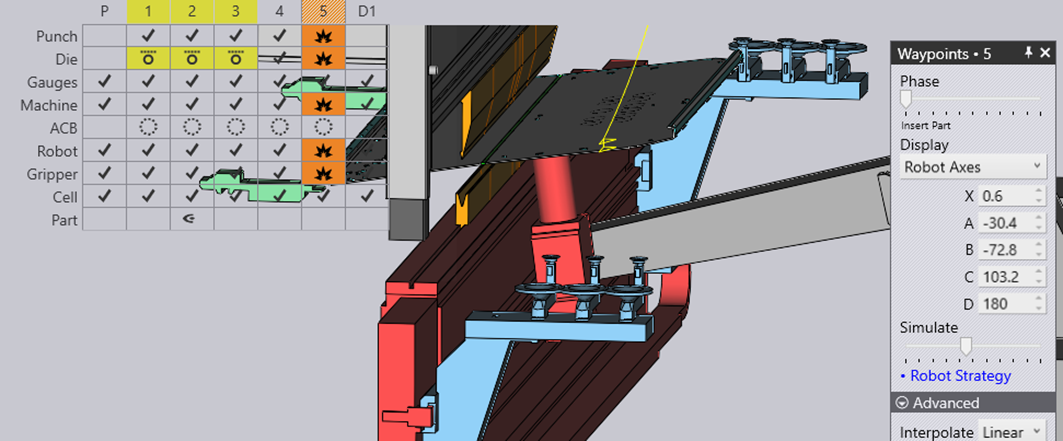 P 1 2 3 4 5 D1
Punch
Die
Gauges
Machine
ACB
Robot
Gripper
Cell
Part
Waypoints • 5
Phase
Insert Part
Display
Robot Axes
X 0.6
A -30.4
B -72.8
C 103.2
D 180
Simulate
• Robot Strategy
Advanced
Interpolate Linear